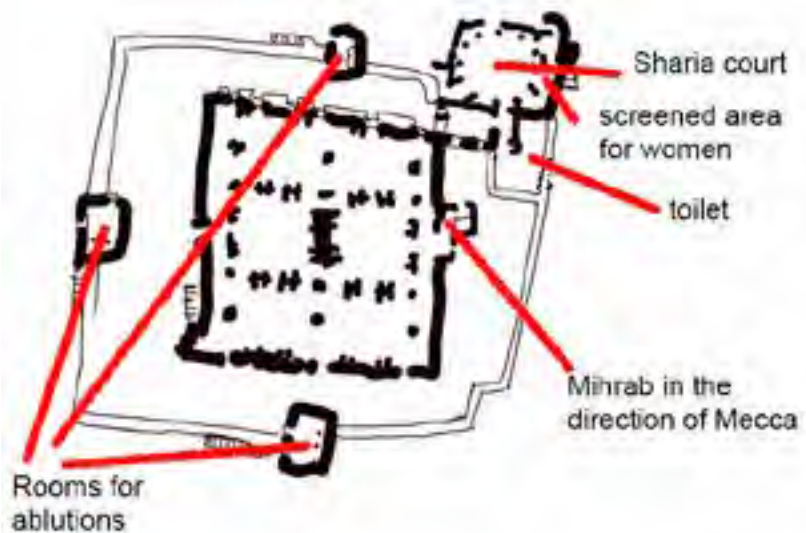 Sharia court
screened area
for women
toilet
Mihrab in the
direction of Mecca
Rooms for
ablutions